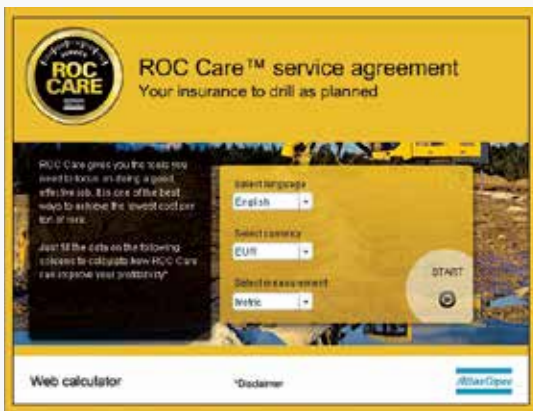 SERVICE
ROC
CARE
ROC Care™ service agreement
Your insurance to drill as planned
ROC Care gives you the tools you
need to focus on doing a good,
effective job. It is one of the best
ways to achieve the lowest cost per
ton of rock.
Just fill the data on the following
screens to calculate how ROC Care
can improve your profitability*
Select language
English
Select currency
EUR
Select measurement
Metric
START
Web calculator
*Disclaimer
Atlas Copco